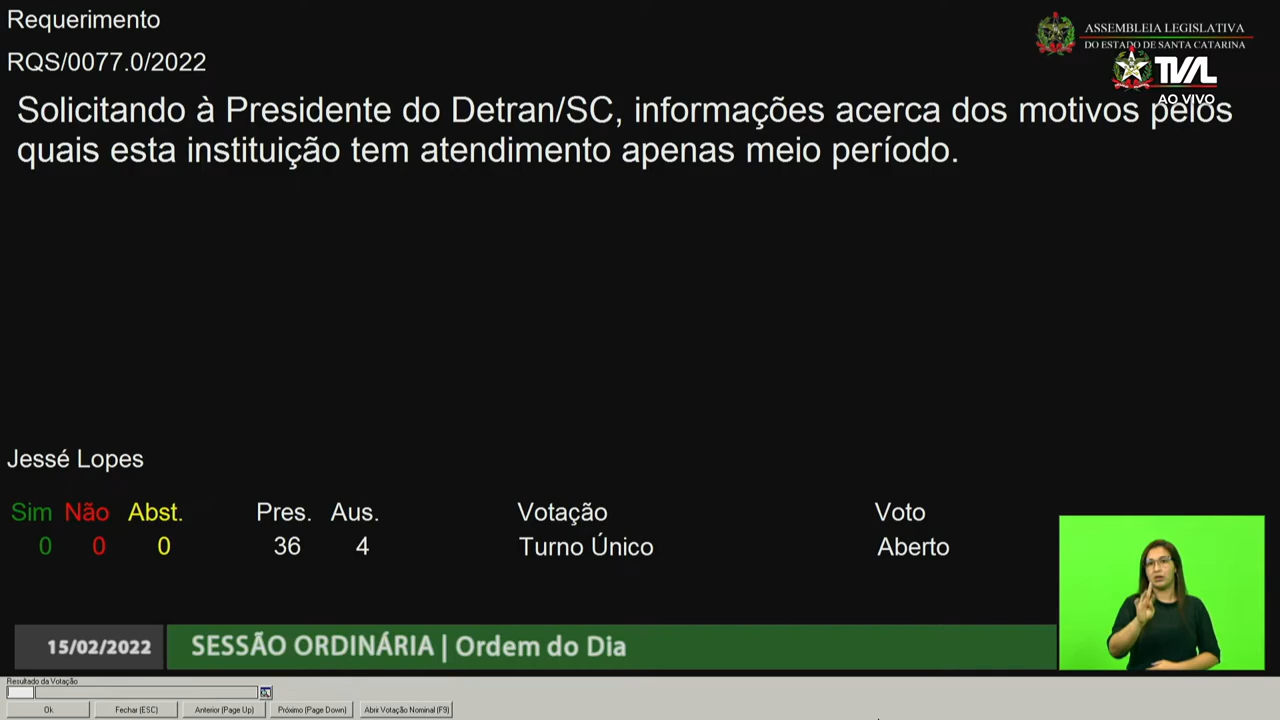 Requerimento
RQS/0077.0/2022
ASSEMBLEIA LEGISLATIVA
DO ESTADO DE SANTA CATARINA
TVAL
AO VIVO
Solicitando à Presidente do Detran/SC, informações acerca dos motivos pelos
quais esta instituição tem atendimento apenas meio período.
Jessé Lopes
Sim Não Abst. Pres. Aus. Votação Voto
0 0 0 36 4 Turno Único Aberto
15/02/2022 SESSÃO ORDINÁRIA | Ordem do Dia
Resultado da Votação
Ok Fechar (ESC) Anterior (Page Up) Próximo (Page Down) Abrir Votação Nominal (F9)